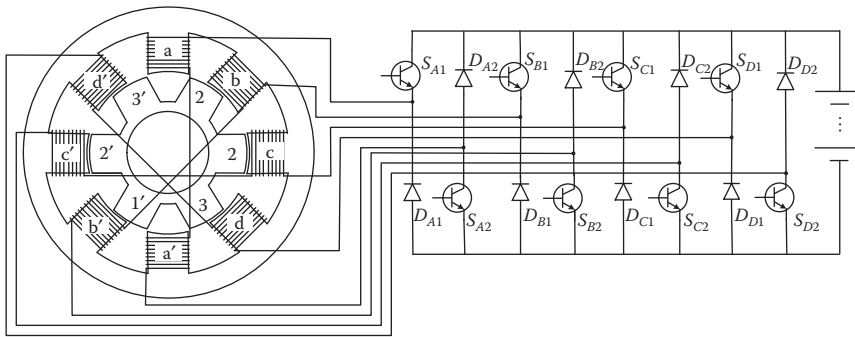 a
d′
b
3′
2
c′
2′
2
c
1′
3
b′
d
a′
S_A1
D_A2
S_B1
D_B2
S_C1
D_C2
S_D1
D_D2
D_A1
S_A2
D_B1
S_B2
D_C1
S_C2
D_D1
S_D2